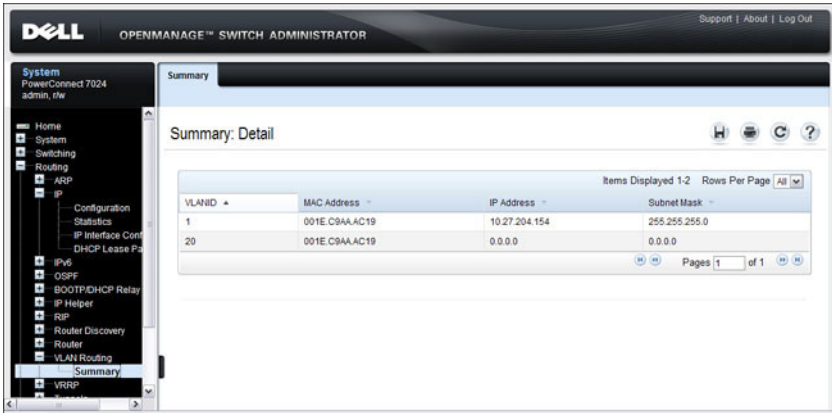 DELL
OPENMANAGE™ SWITCH ADMINISTRATOR
Support | About | Log Out
System
PowerConnect 7024
admin, r/w
Summary
Home
System
Switching
Routing
ARP
IP
Configuration
Statistics
IP Interface Conf
DHCP Lease Pa
IPv6
OSPF
BOOTP/DHCP Relay
IP Helper
RIP
Router Discovery
Router
VLAN Routing
Summary
VRRP
Summary: Detail
Items Displayed 1-2 Rows Per Page All
VLANID MAC Address IP Address Subnet Mask
1 001E.C9AA.AC19 10.27.204.154 255.255.255.0
20 001E.C9AA.AC19 0.0.0.0 0.0.0.0
Pages 1 of 1